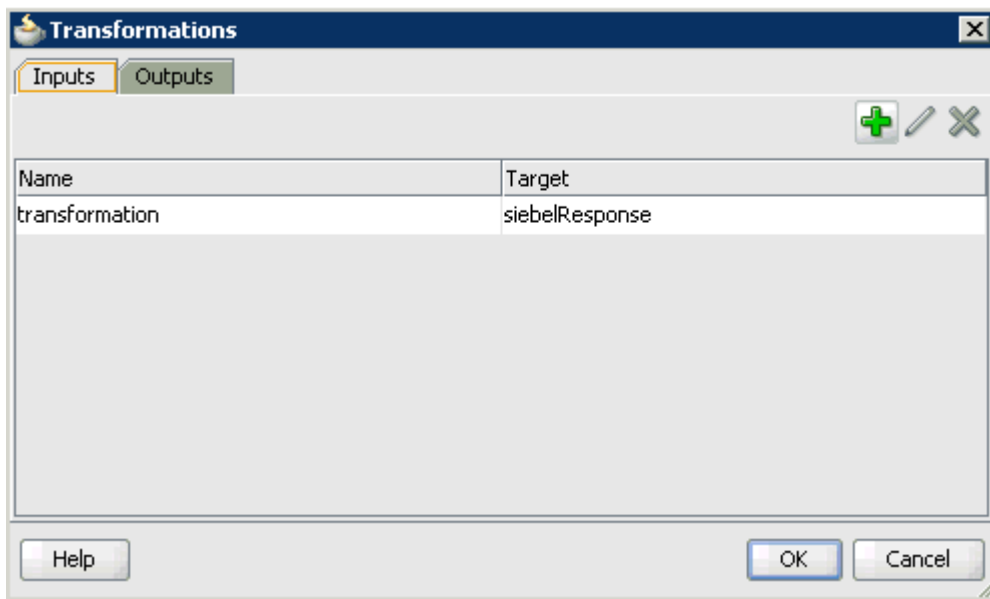 Transformations
Inputs Outputs
Name Target
transformation siebelResponse
Help OK Cancel